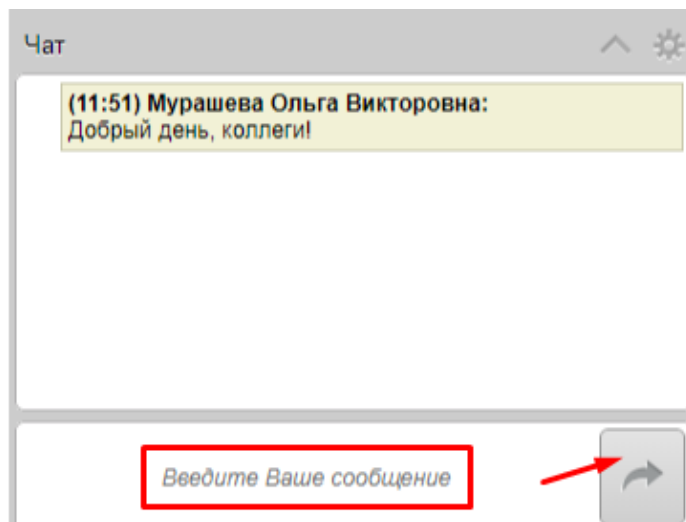 Чат
(11:51) Мурашева Ольга Викторовна:
Добрый день, коллеги!
Введите Ваше сообщение